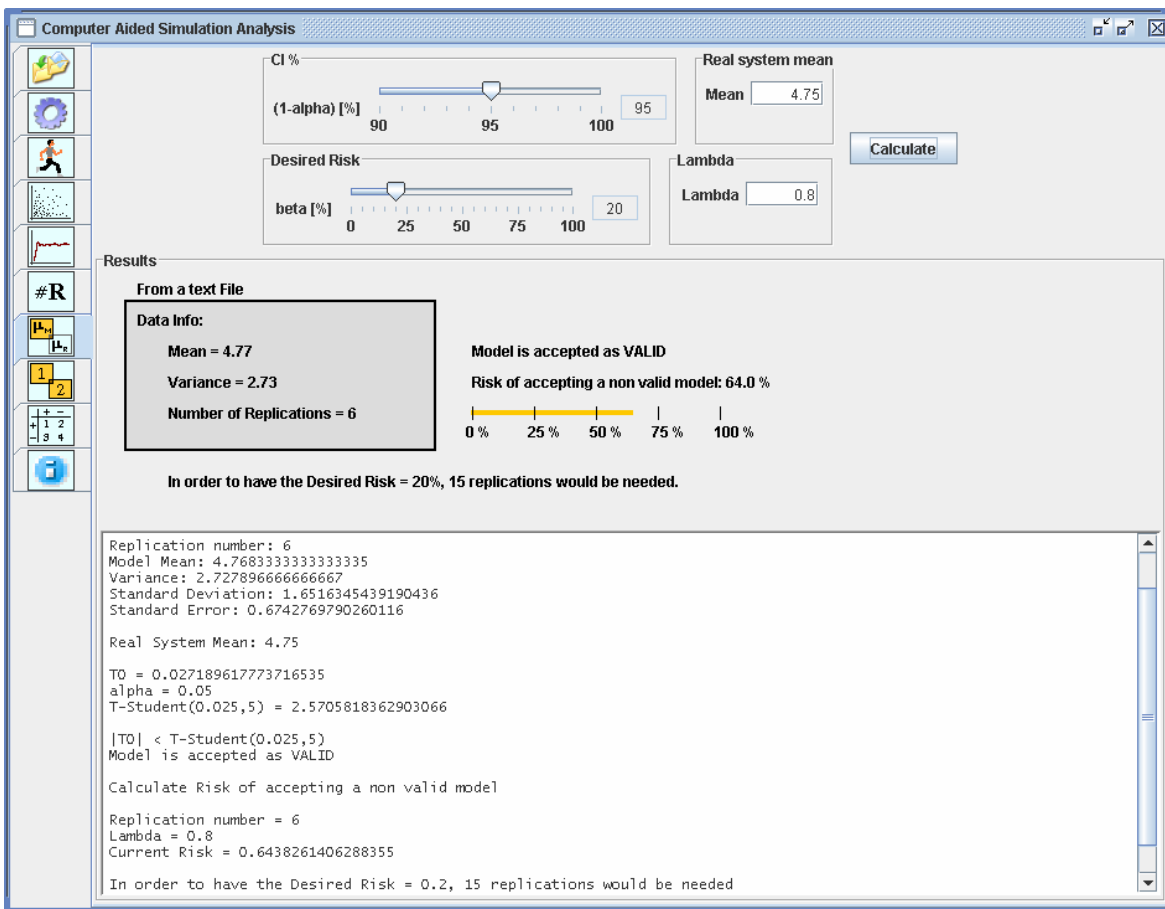 Computer Aided Simulation Analysis
CI %
(1-alpha) [%]
90 95 100
95
Real system mean
Mean 4.75
Calculate
Desired Risk
beta [%]
0 25 50 75 100
20
Lambda
Lambda 0.8
#R
μM
μR
1
2
+ -
+ 1 2
- 3 4
i
Results
From a text File
Data Info:
Mean = 4.77
Variance = 2.73
Number of Replications = 6
Model is accepted as VALID
Risk of accepting a non valid model: 64.0 %
0 % 25 % 50 % 75 % 100 %
In order to have the Desired Risk = 20%, 15 replications would be needed.
Replication number: 6
Model Mean: 4.7683333333333335
Variance: 2.727896666666667
Standard Deviation: 1.6516345439190436
Standard Error: 0.6742769790260116
Real System Mean: 4.75
T0 = 0.027189617773716535
alpha = 0.05
T-Student(0.025,5) = 2.5705818362903066
|T0| < T-Student(0.025,5)
Model is accepted as VALID
Calculate Risk of accepting a non valid model
Replication number = 6
Lambda = 0.8
Current Risk = 0.6438261406288355
In order to have the Desired Risk = 0.2, 15 replications would be needed